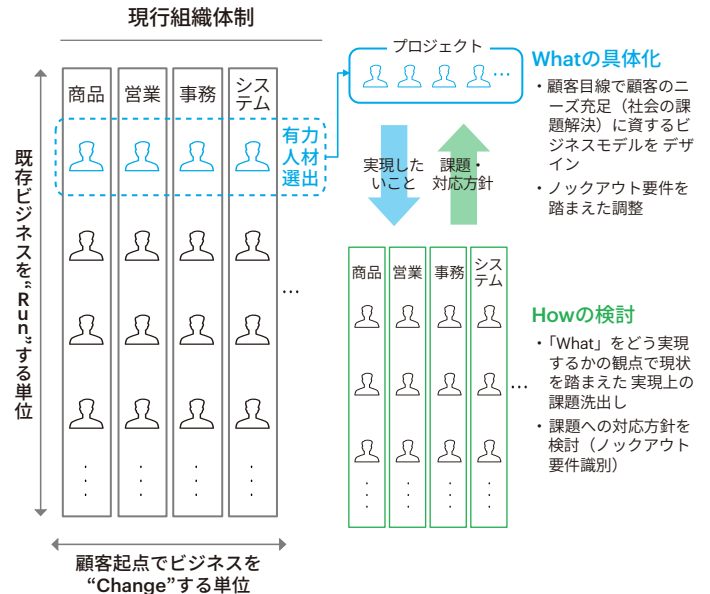 現行組織体制
商品
営業
事務
シス
テム
有力
人材
選出
既存ビジネスを“Run”する単位
…
顧客起点でビジネスを
“Change”する単位
プロジェクト
…
実現した
いこと
課題・
対応方針
商品
営業
事務
シス
テム
…
Whatの具体化
・顧客目線で顧客のニ
ーズ充足（社会の課
題解決）に資するビ
ジネスモデルを デザ
イン
・ノックアウト要件を
踏まえた調整
Howの検討
・「What」をどう実現
するかの観点で現状
を踏まえた 実現上の
課題洗出し
・課題への対応方針を
検討（ノックアウト
要件識別）